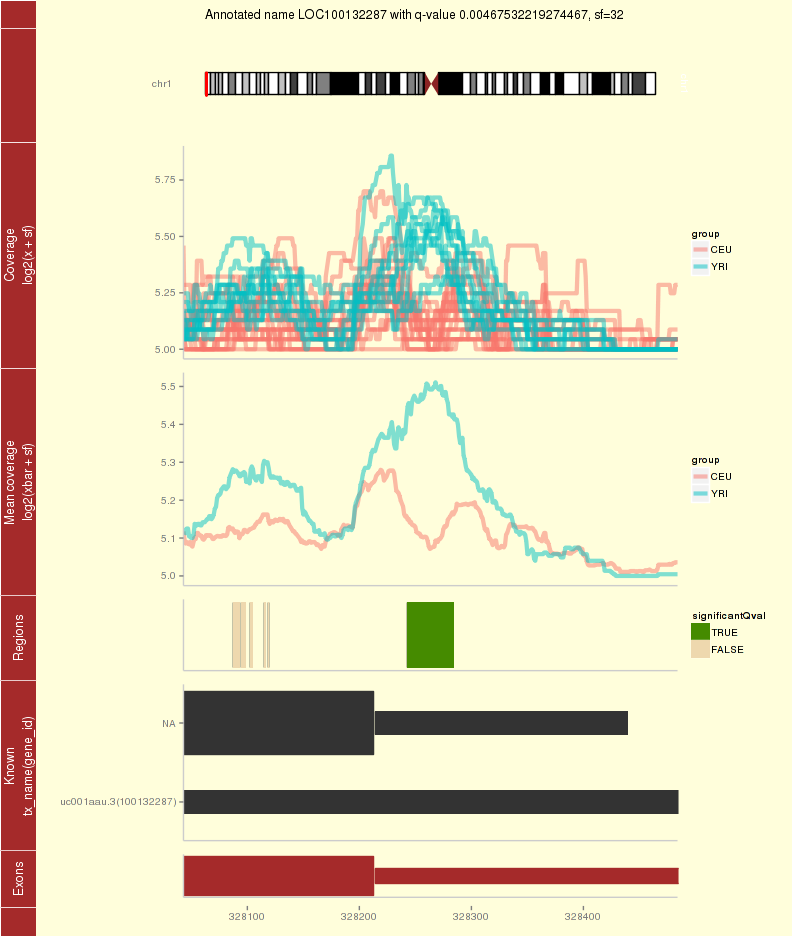 Annotated name LOC100132287 with q-value 0.00467532219274467, sf=32
chr1
Coverage
log2(x + sf)
5.75
5.50
5.25
5.00
group
CEU
YRI
Mean coverage
log2(xbar + sf)
5.5
5.4
5.3
5.2
5.1
5.0
group
CEU
YRI
Regions
significantQval
TRUE
FALSE
Known
tx_name(gene_id)
NA
uc001aau.3(100132287)
Exons
328100
328200
328300
328400